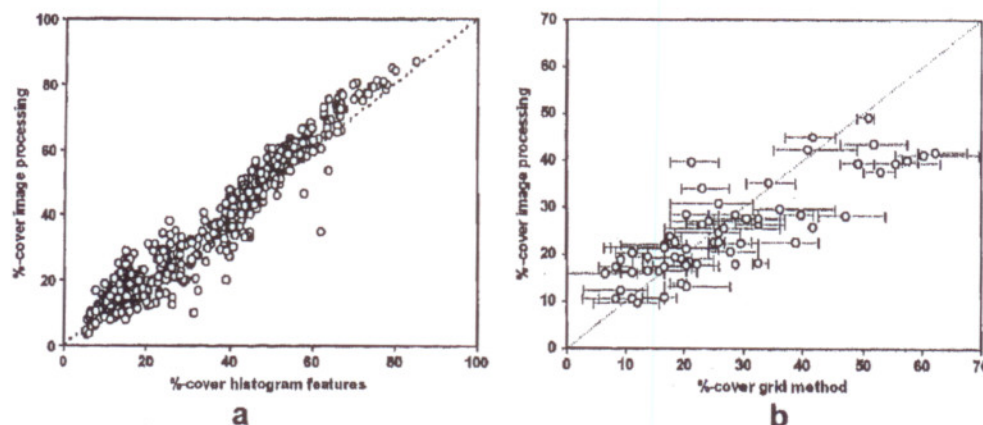 100
80
60
40
20
0
%-cover image processing
0 20 40 60 80 100
%-cover histogram features
a
70
60
50
40
30
20
10
0
%-cover image processing
0 10 20 30 40 50 60 70
%-cover grid method
b